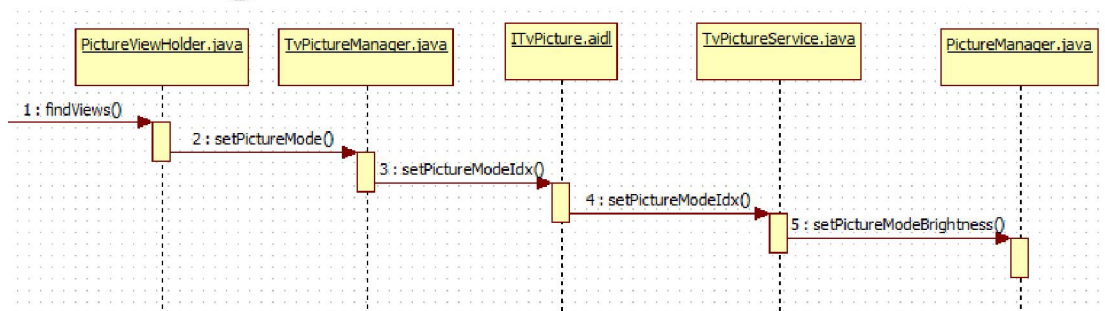 PictureViewHolder.java
TvPictureManager.java
ITvPicture.aidl
TvPictureService.java
PictureManager.java
1 : findViews()
2 : setPictureMode()
3 : setPictureModeIdx()
4 : setPictureModeIdx()
5 : setPictureModeBrightness()